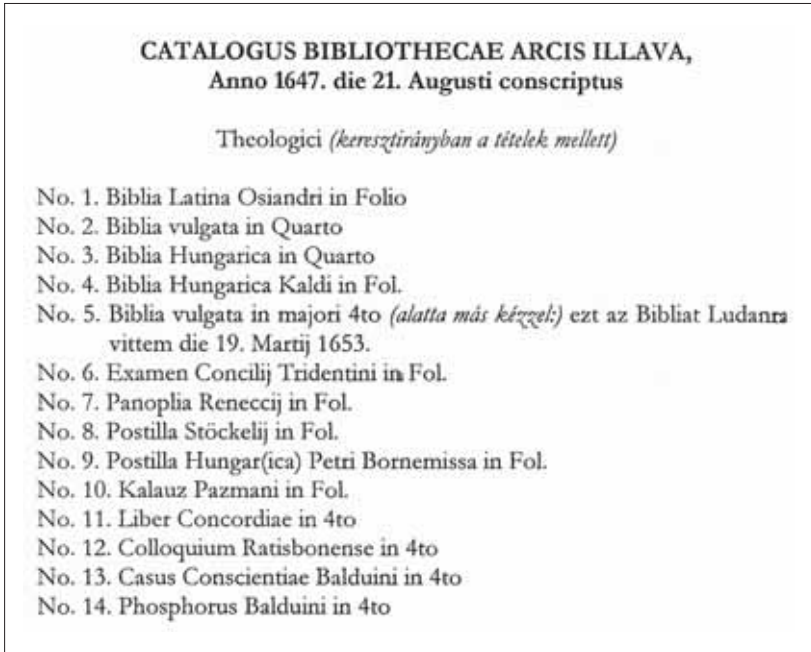 CATALOGUS BIBLIOTHECAE ARCIS ILLAVA,
Anno 1647. die 21. Augusti conscriptus
Theologici (keresztirányban a tételek mellett)
No. 1. Biblia Latina Osiandri in Folio
No. 2. Biblia vulgata in Quarto
No. 3. Biblia Hungarica in Quarto
No. 4. Biblia Hungarica Kaldi in Fol.
No. 5. Biblia vulgata in majori 4to (alatta más kézzel:) ezt az Bibliat Ludanra
vittem die 19. Martij 1653.
No. 6. Examen Concilij Tridentini in Fol.
No. 7. Panoplia Reneccij in Fol.
No. 8. Postilla Stöckelij in Fol.
No. 9. Postilla Hungar(ica) Petri Bornemissa in Fol.
No. 10. Kalauz Pazmani in Fol.
No. 11. Liber Concordiae in 4to
No. 12. Colloquium Ratisbonense in 4to
No. 13. Casus Conscientiae Balduini in 4to
No. 14. Phosphorus Balduini in 4to